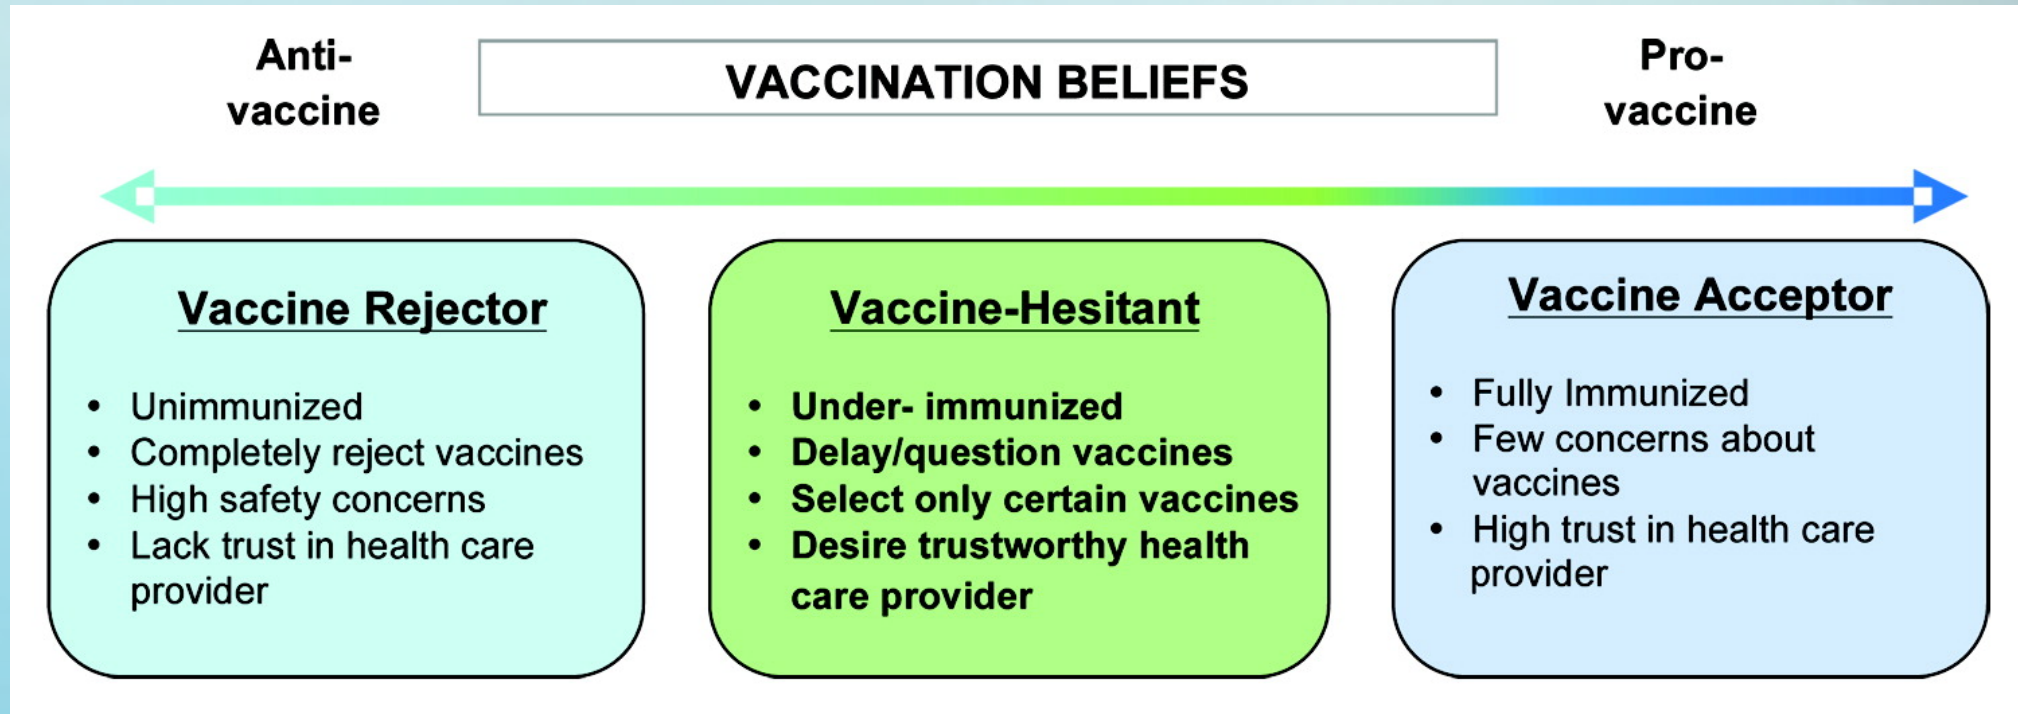 Anti-
vaccine
VACCINATION BELIEFS
Pro-
vaccine
Vaccine Rejector
• Unimmunized
• Completely reject vaccines
• High safety concerns
• Lack trust in health care
provider
Vaccine-Hesitant
• Under- immunized
• Delay/question vaccines
• Select only certain vaccines
• Desire trustworthy health
care provider
Vaccine Acceptor
• Fully Immunized
• Few concerns about
vaccines
• High trust in health care
provider